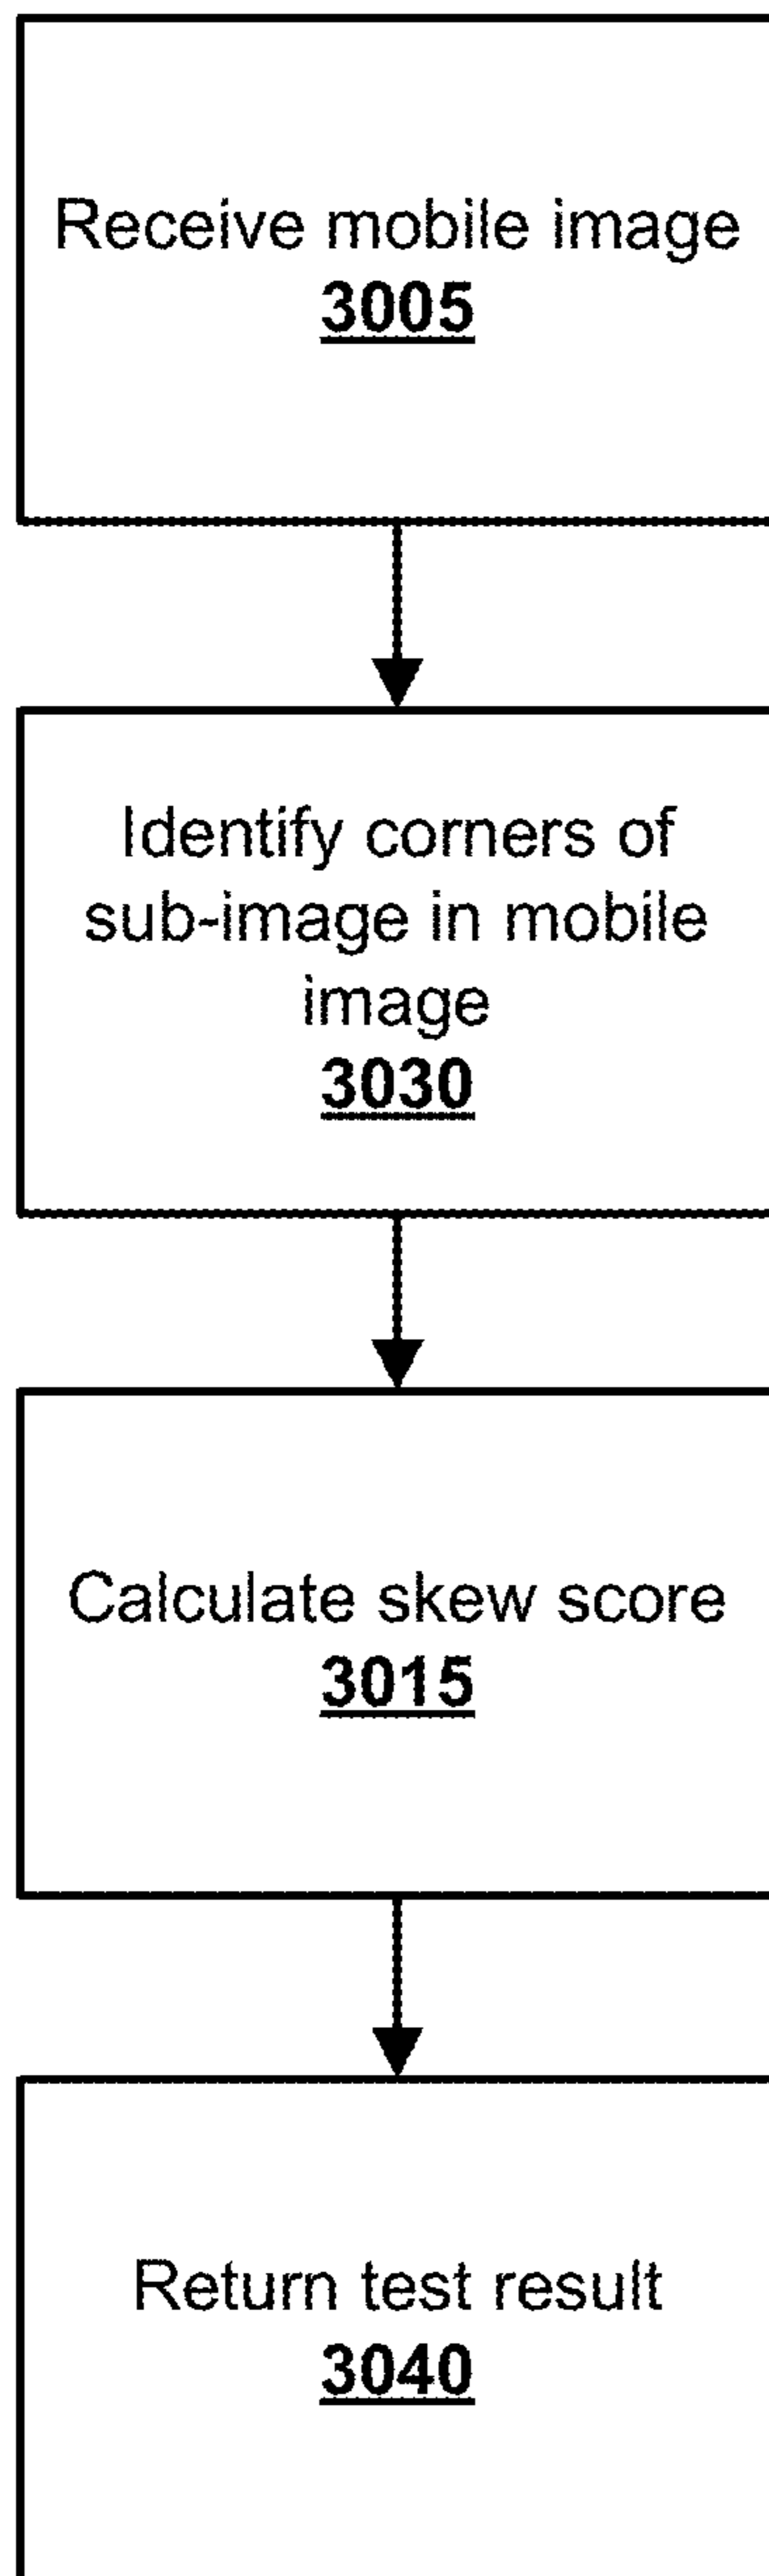 Receive mobile image
3005
Identify corners of
sub-image in mobile
image
3030
Calculate skew score
3015
Return test result
3040